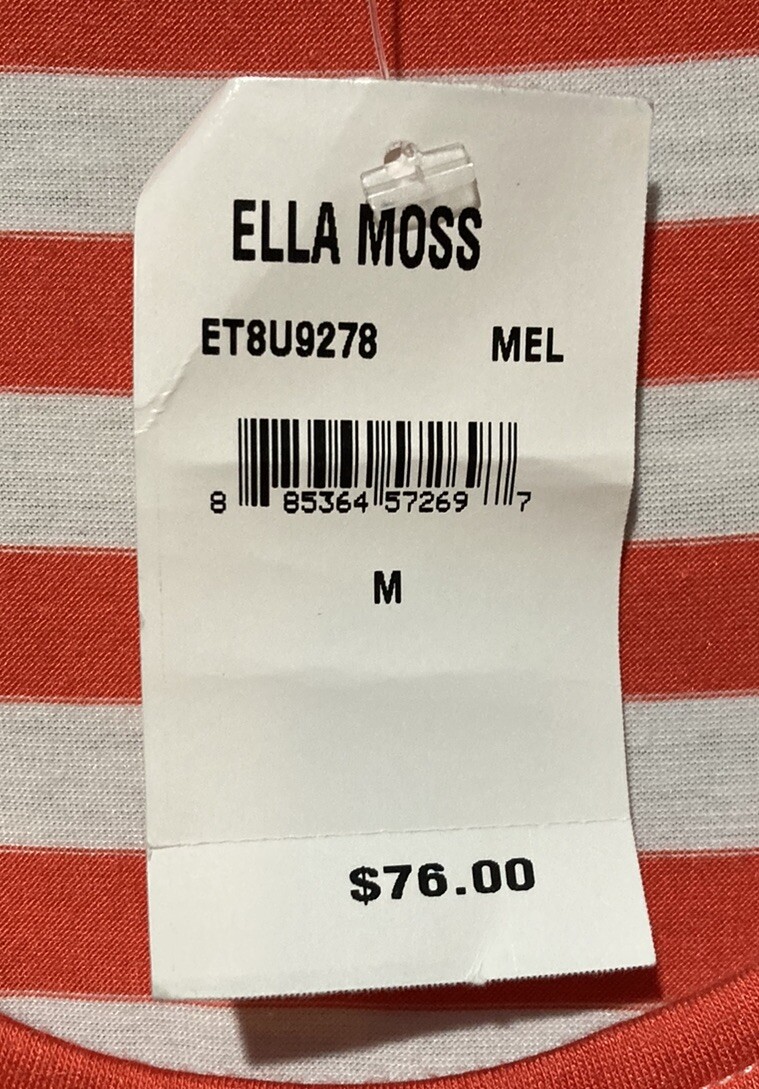 ELLA MOSS
ET8U9278 MEL
8 85364 57269 7
M
$76.00